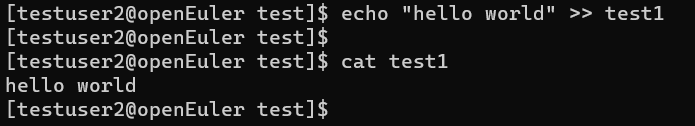 [testuser2@openEuler test]$ echo "hello world" >> test1
[testuser2@openEuler test]$
[testuser2@openEuler test]$ cat test1
hello world
[testuser2@openEuler test]$